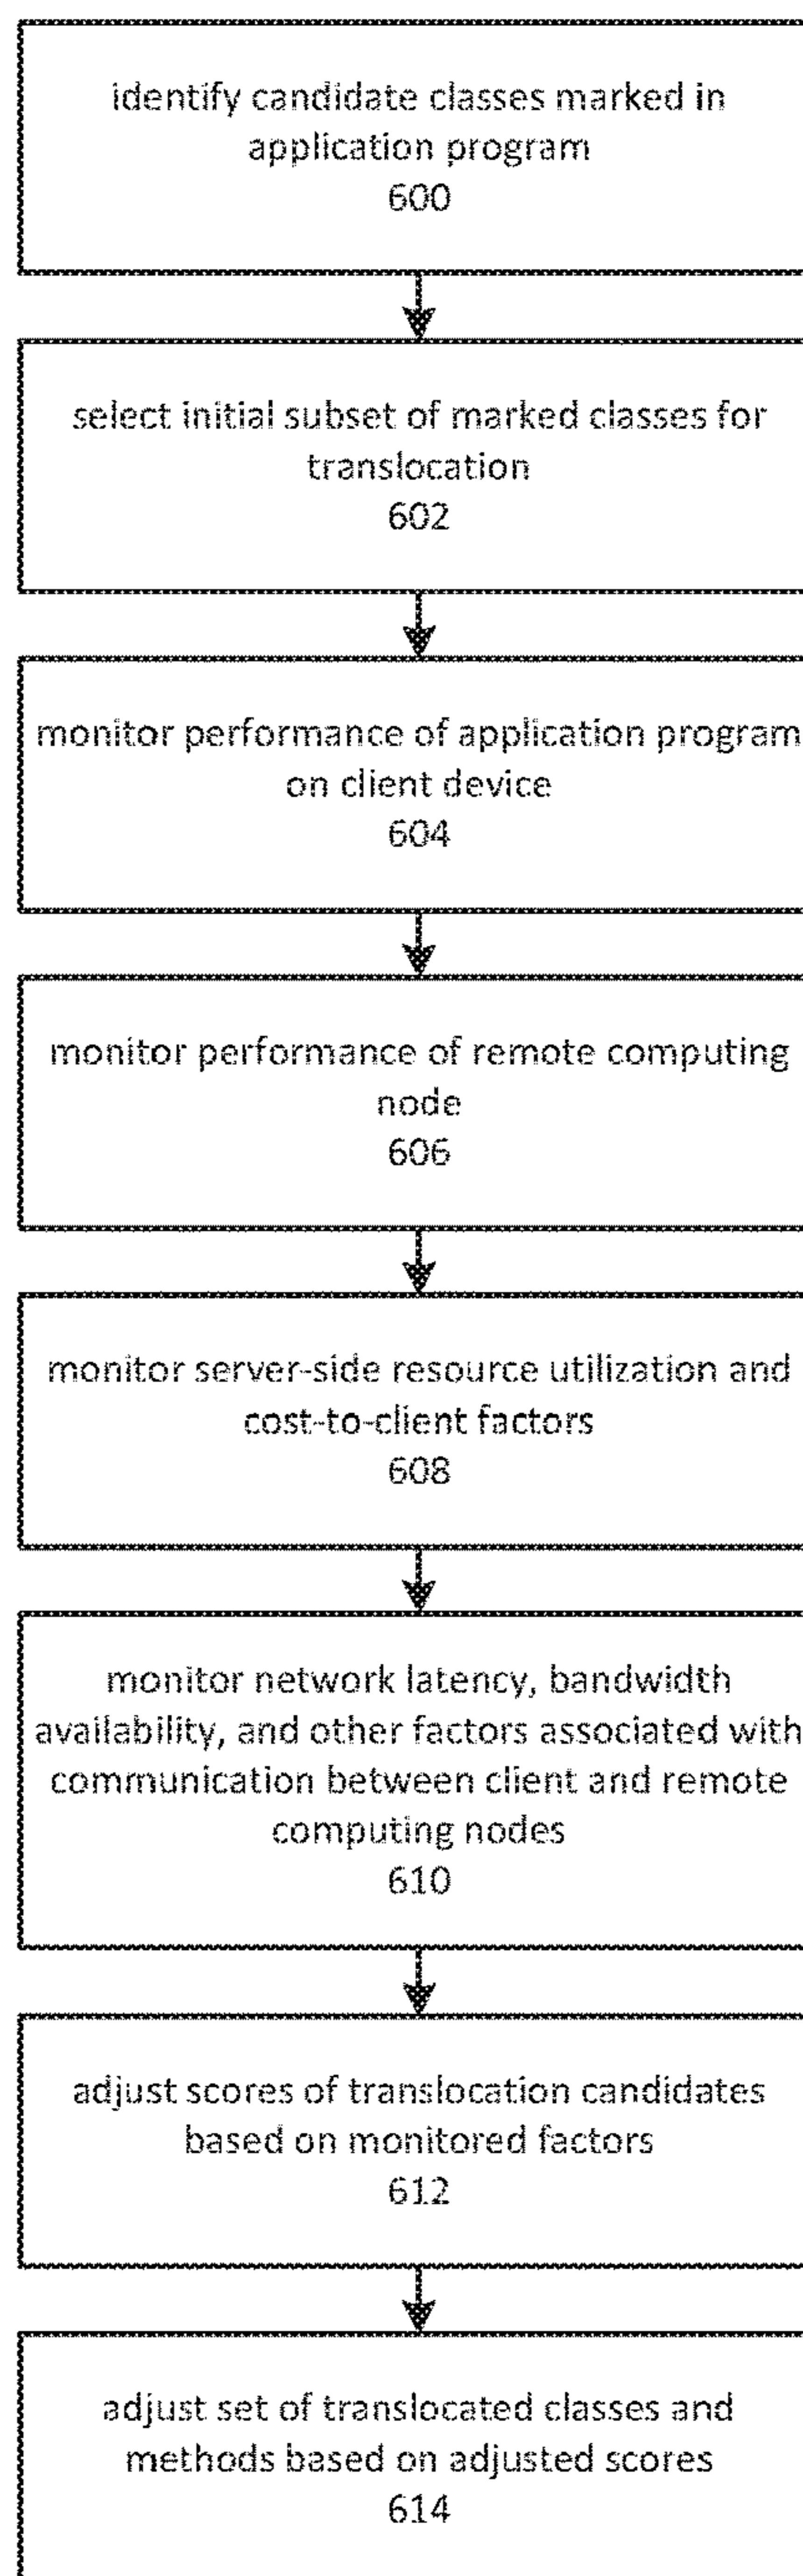 identify candidate classes marked in
application program
600
select initial subset of marked classes for
translocation
602
monitor performance of application program
on client device
604
monitor performance of remote computing
node
606
monitor server-side resource utilization and
cost-to-client factors
608
monitor network latency, bandwidth
availability, and other factors associated with
communication between client and remote
computing nodes
610
adjust scores of translocation candidates
based on monitored factors
612
adjust set of translocated classes and
methods based on adjusted scores
614